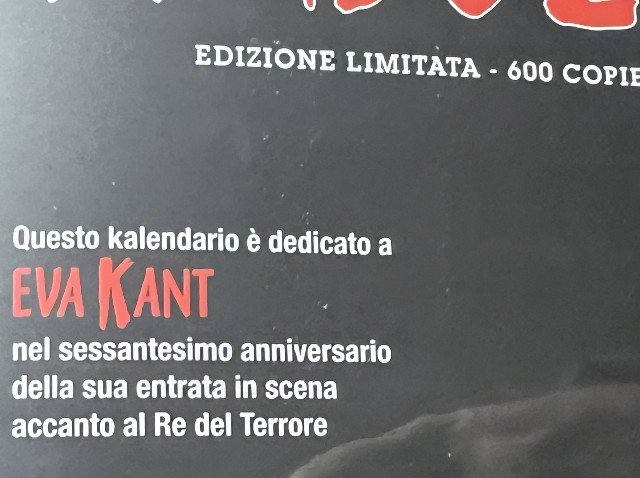 EDIZIONE LIMITATA - 600 COPIE
Questo kalendario è dedicato a
EVA KANT
nel sessantesimo anniversario
della sua entrata in scena
accanto al Re del Terrore